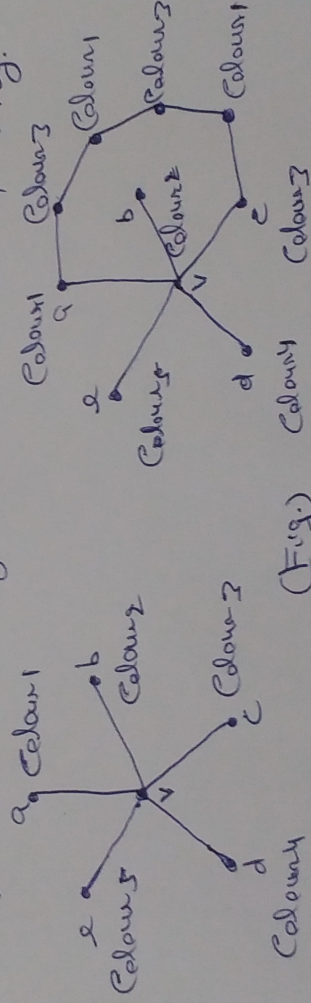 a Colour1
e
b
Colour5
Colour2
v
d
c
Colour4
Colour3
(Fig.)
Colour1
a
Colour3
Colour1
Colour3
Colour1
e
Colour5
b
Colour2
v
d
Colour4
c
Colour3